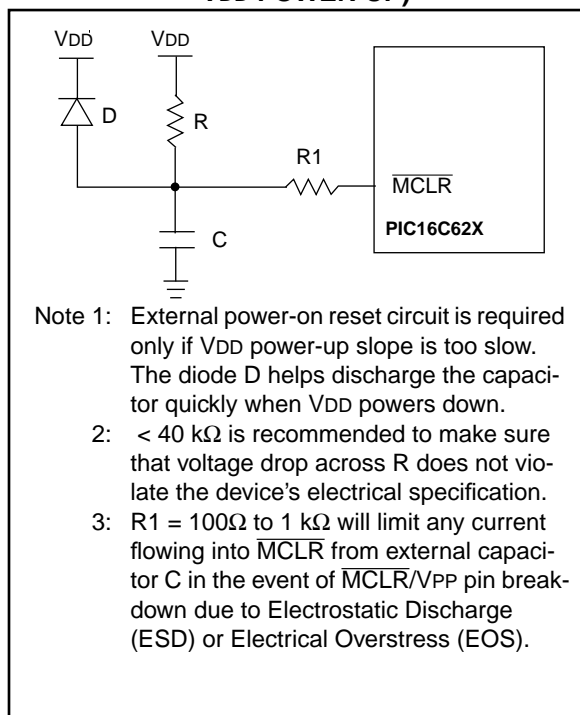 VDD POWER-UP)
VDD VDD
D
R
R1
MCLR
PIC16C62X
C
Note 1: External power-on reset circuit is required
only if VDD power-up slope is too slow.
The diode D helps discharge the capaci-
tor quickly when VDD powers down.
2: < 40 kΩ is recommended to make sure
that voltage drop across R does not vio-
late the device's electrical specification.
3: R1 = 100Ω to 1 kΩ will limit any current
flowing into MCLR from external capaci-
tor C in the event of MCLR/VPP pin break-
down due to Electrostatic Discharge
(ESD) or Electrical Overstress (EOS).